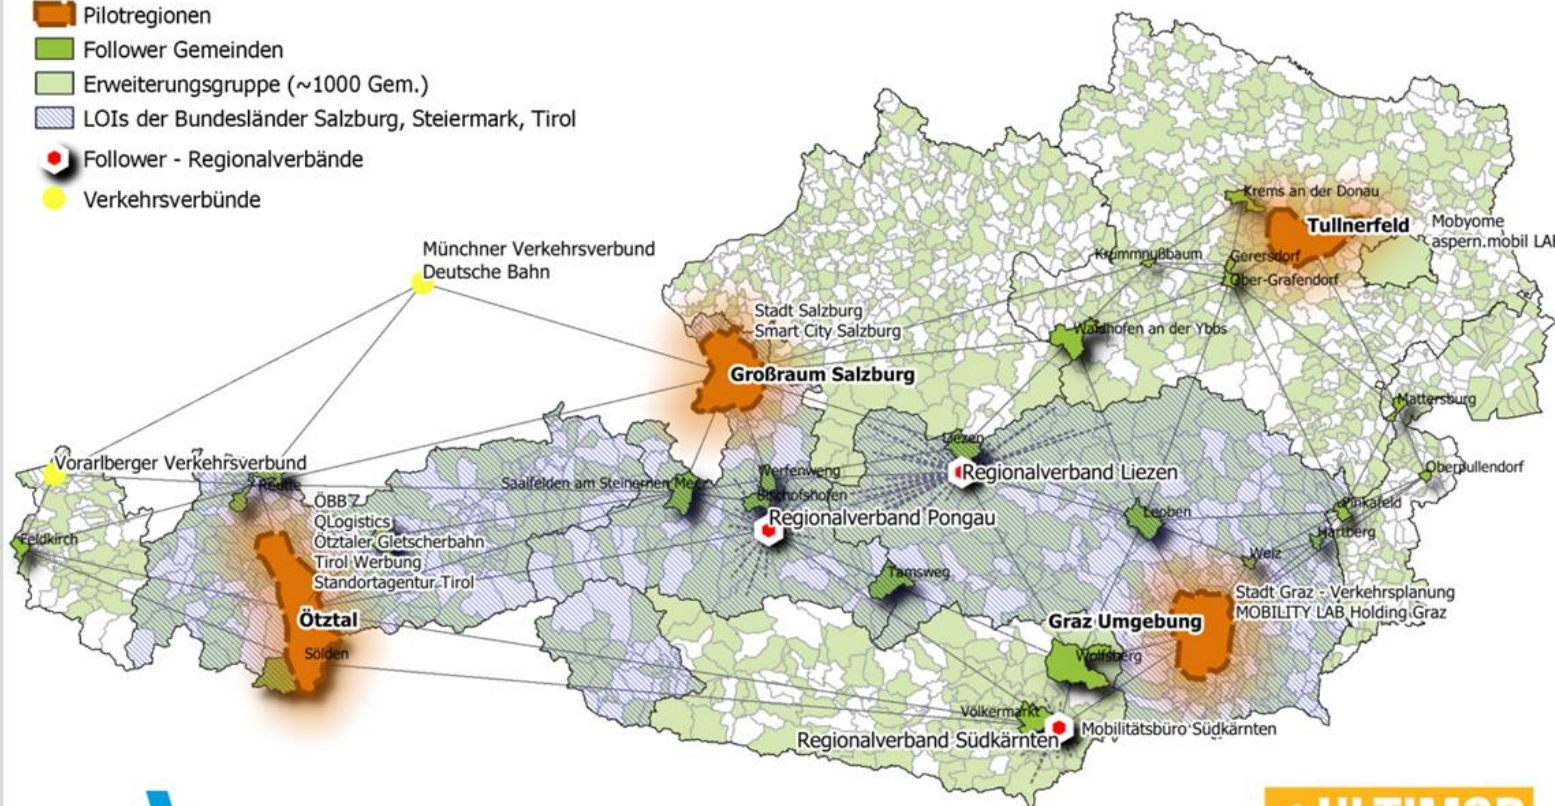 Pilotregionen
Follower Gemeinden
Erweiterungsgruppe (~1000 Gem.)
LOIs der Bundesländer Salzburg, Steiermark, Tirol
Follower - Regionalverbände
Verkehrsverbünde
Krems an der Donau
Tullnerfeld
Mobyome
aspern.mobil LAB
Münchner Verkehrsverbund
Deutsche Bahn
Krummnußbaum
Gerersdorf
Ober-Grafendorf
Stadt Salzburg
Smart City Salzburg
Waidhofen an der Ybbs
Großraum Salzburg
Mattersburg
Liezen
Vorarlberger Verkehrsverbund
Regionalverband Liezen
Oberpullendorf
Werfenweng
Saalfelden am Steinernen Meer
Reutte
Bischofshofen
Pinkafeld
ÖBB
QLogistics
Ötztaler Gletscherbahn
Tirol Werbung
Standortagentur Tirol
Regionalverband Pongau
Leoben
Hartberg
Feldkirch
Weiz
Tamsweg
Stadt Graz - Verkehrsplanung
MOBILITY LAB Holding Graz
Ötztal
Graz Umgebung
Sölden
Wolfsberg
Völkermarkt
Mobilitätsbüro Südkärnten
Regionalverband Südkärnten
ULTIMOB